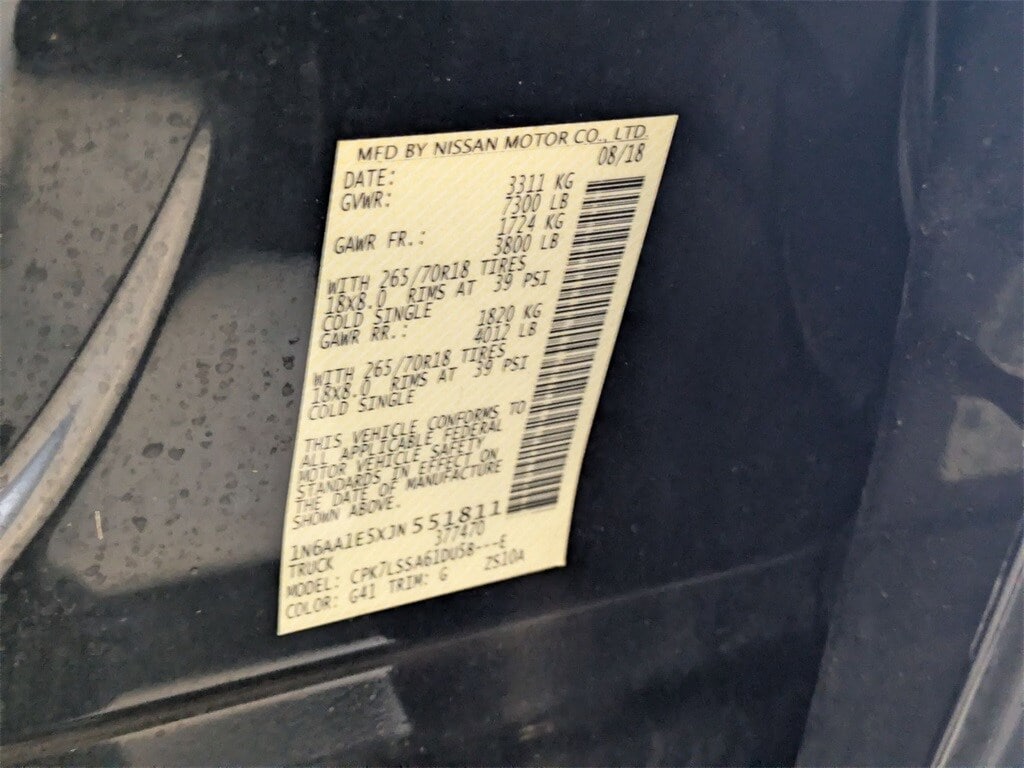 MFD BY NISSAN MOTOR CO., LTD.
DATE: 08/18
GVWR: 3311 KG
7300 LB
GAWR FR.: 1724 KG
3800 LB
WITH 265/70R18 TIRES
18X8.0 RIMS AT 39 PSI
COLD SINGLE
GAWR RR.: 1820 KG
4012 LB
WITH 265/70R18 TIRES
18X8.0 RIMS AT 39 PSI
COLD SINGLE
THIS VEHICLE CONFORMS TO
ALL APPLICABLE FEDERAL
MOTOR VEHICLE SAFETY
STANDARDS IN EFFECT ON
THE DATE OF MANUFACTURE
SHOWN ABOVE.
1N6AA1E5XJN551811
TRUCK 377470
MODEL: CPK7LSSA61DU58---E
COLOR: G41 TRIM: G ZS10A